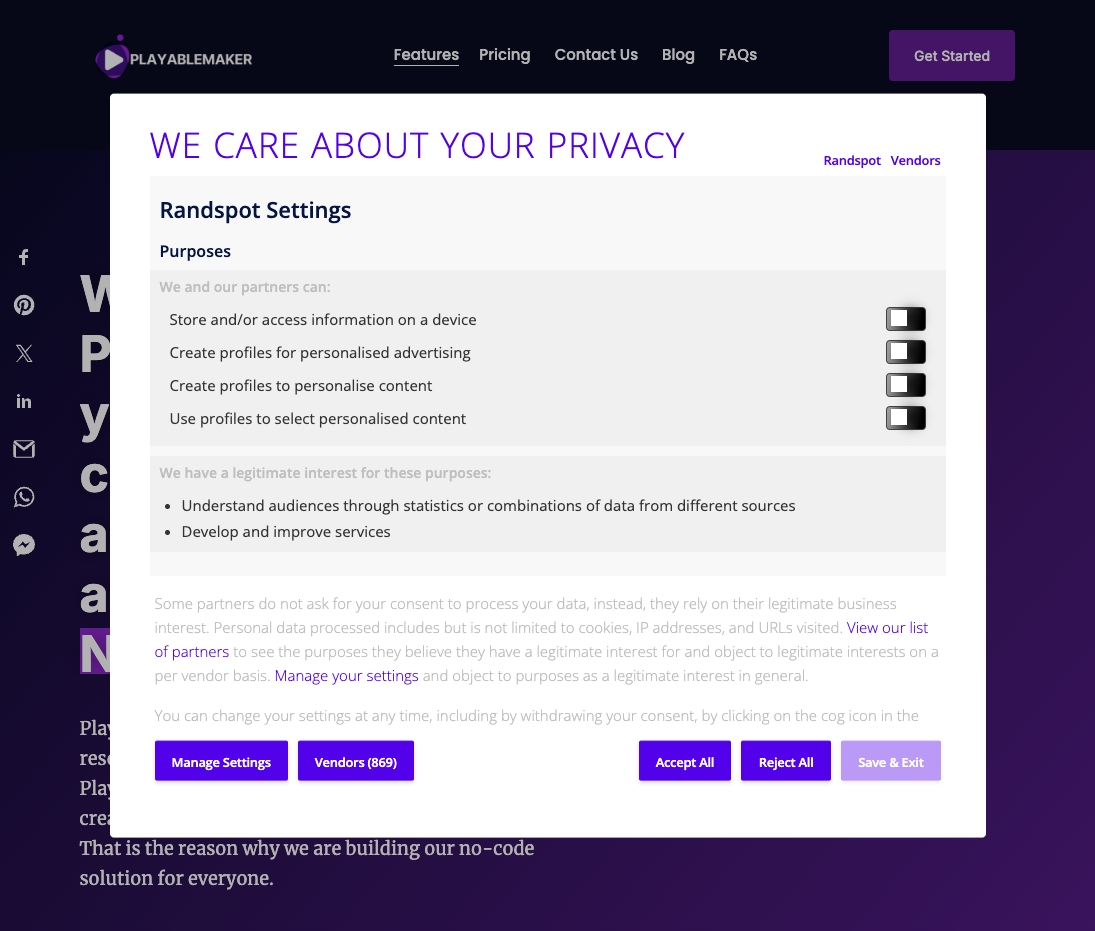 PLAYABLEMAKER
Features Pricing Contact Us Blog FAQs
Get Started
WE CARE ABOUT YOUR PRIVACY
Randspot Vendors
Randspot Settings
Purposes
We and our partners can:
Store and/or access information on a device
Create profiles for personalised advertising
Create profiles to personalise content
Use profiles to select personalised content
We have a legitimate interest for these purposes:
• Understand audiences through statistics or combinations of data from different sources
• Develop and improve services
Some partners do not ask for your consent to process your data, instead, they rely on their legitimate business
interest. Personal data processed includes but is not limited to cookies, IP addresses, and URLs visited. View our list
of partners to see the purposes they believe they have a legitimate interest for and object to legitimate interests on a
per vendor basis. Manage your settings and object to purposes as a legitimate interest in general.
You can change your settings at any time, including by withdrawing your consent, by clicking on the cog icon in the
Manage Settings Vendors (869) Accept All Reject All Save & Exit
That is the reason why we are building our no-code
solution for everyone.